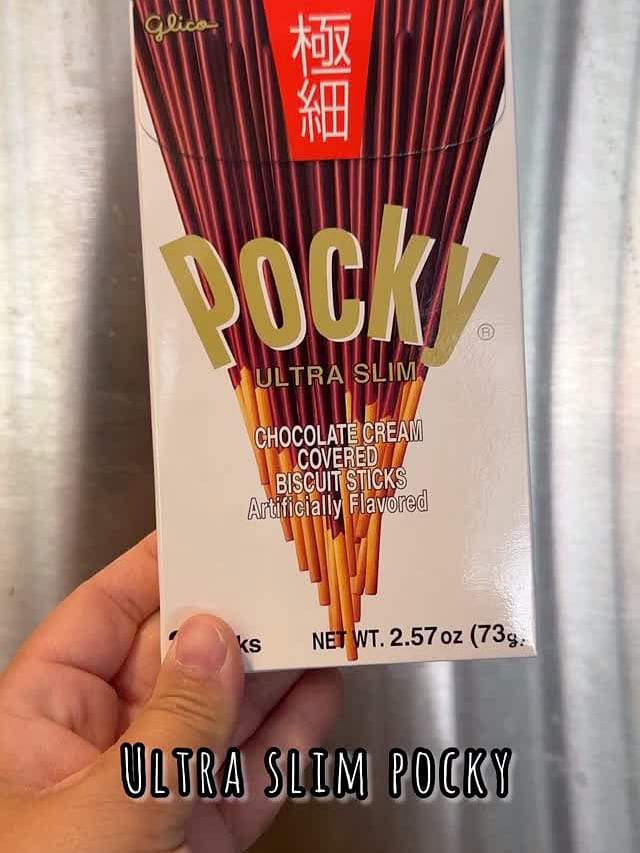 Glico
極
細
Pocky
®
ULTRA SLIM
CHOCOLATE CREAM
COVERED
BISCUIT STICKS
Artificially Flavored
NET WT. 2.57 oz (73g)
ULTRA SLIM POCKY